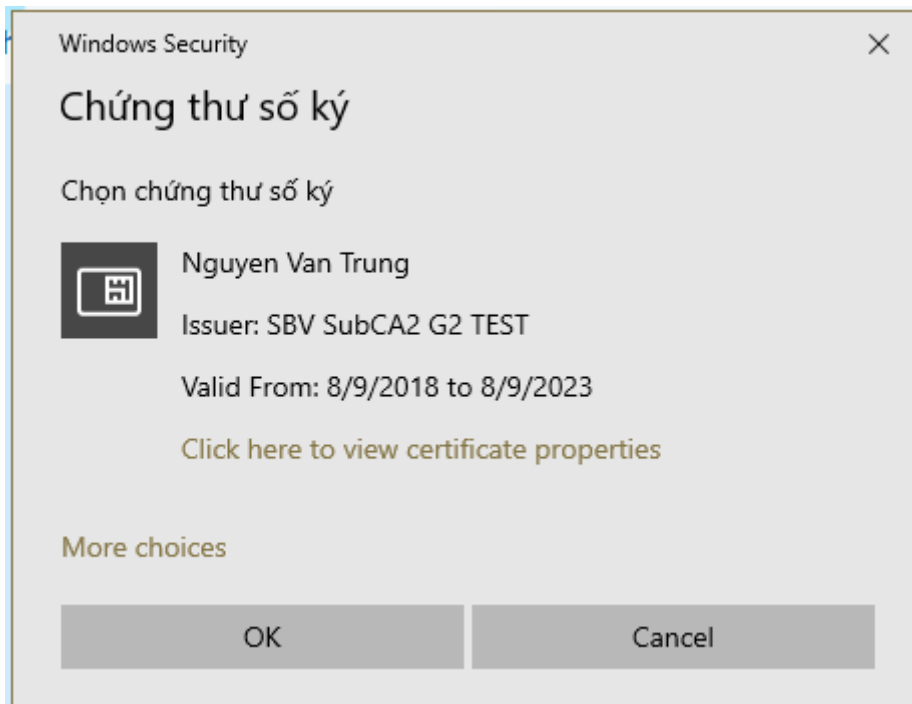 Windows Security
Chứng thư số ký
Chọn chứng thư số ký
Nguyen Van Trung
Issuer: SBV SubCA2 G2 TEST
Valid From: 8/9/2018 to 8/9/2023
Click here to view certificate properties
More choices
OK
Cancel